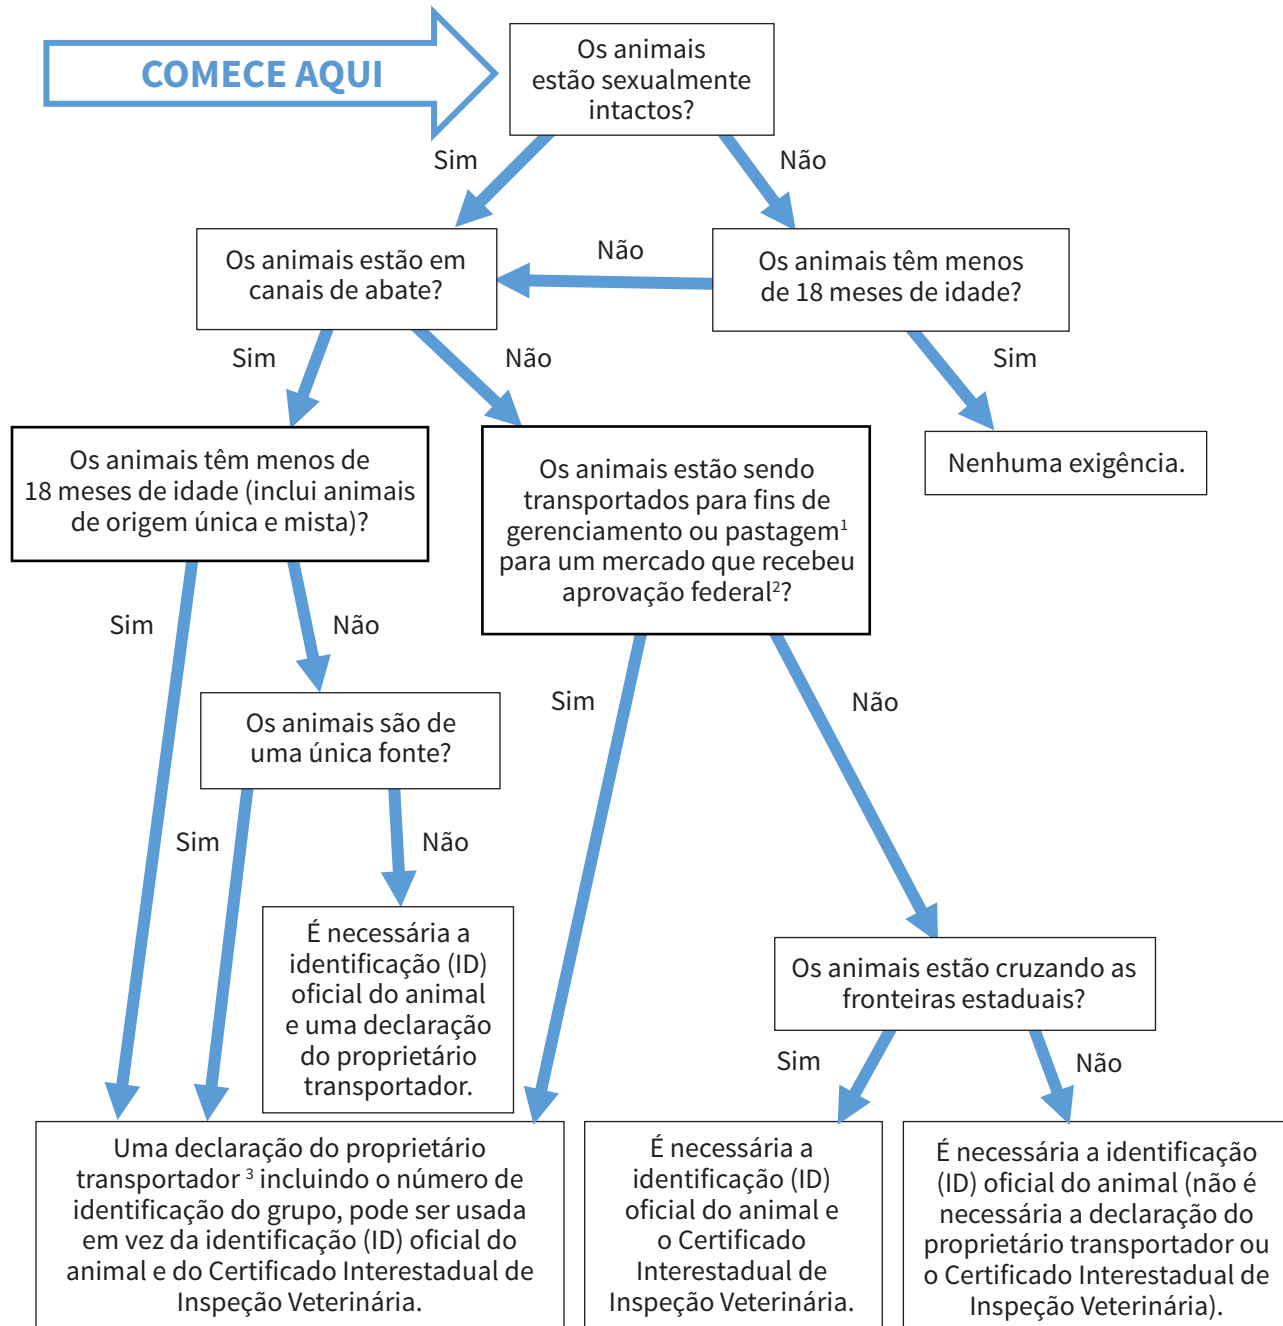 COMECE AQUI
Os animais
estão sexualmente
intactos?
Sim
Não
Os animais estão em
canais de abate?
Não
Os animais têm menos
de 18 meses de idade?
Sim
Não
Sim
Os animais têm menos de
18 meses de idade (inclui animais
de origem única e mista)?
Os animais estão sendo
transportados para fins de
gerenciamento ou pastagem¹
para um mercado que recebeu
aprovação federal²?
Nenhuma exigência.
Sim
Não
Os animais são de
uma única fonte?
Sim
Não
Sim
Não
É necessária a
identificação (ID)
oficial do animal
e uma declaração
do proprietário
transportador.
Os animais estão cruzando as
fronteiras estaduais?
Sim
Não
Uma declaração do proprietário
transportador ³ incluindo o número de
identificação do grupo, pode ser usada
em vez da identificação (ID) oficial do
animal e do Certificado Interestadual de
Inspeção Veterinária.
É necessária a
identificação (ID)
oficial do animal e
o Certificado
Interestadual de
Inspeção Veterinária.
É necessária a identificação
(ID) oficial do animal (não é
necessária a declaração do
proprietário transportador ou
o Certificado Interestadual de
Inspeção Veterinária).